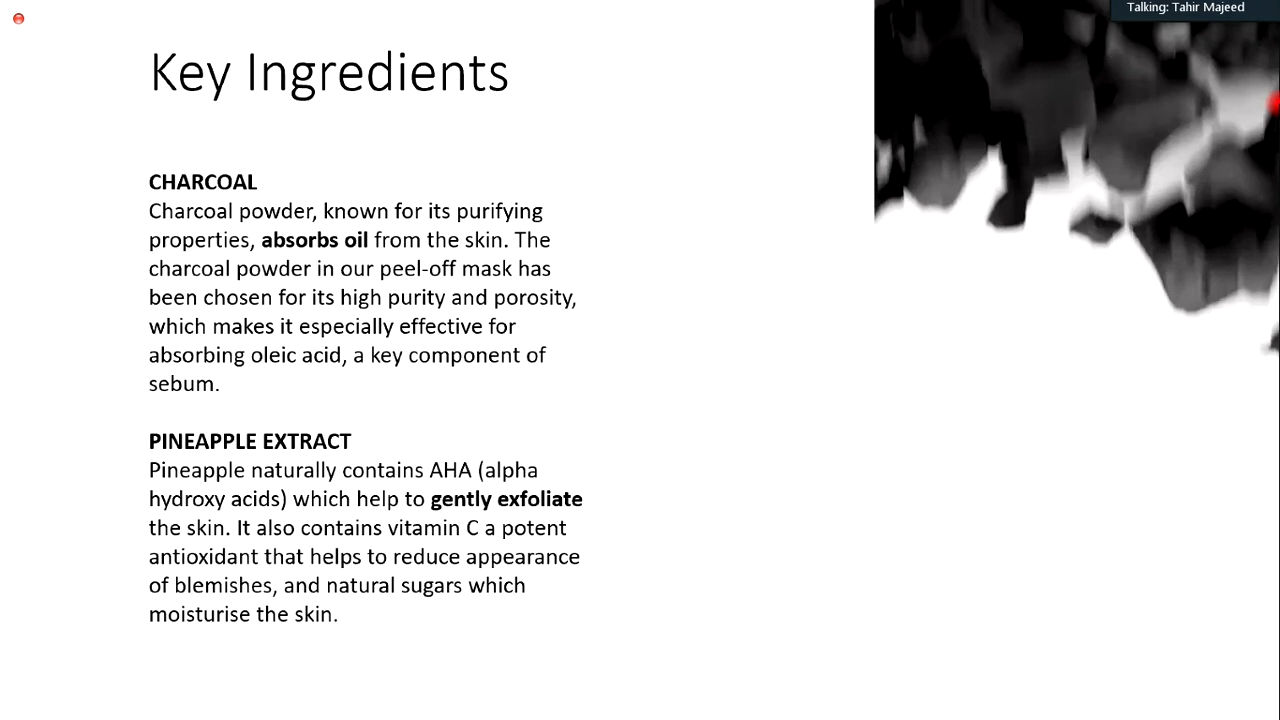 Talking: Tahir Majeed
Key Ingredients
CHARCOAL
Charcoal powder, known for its purifying
properties, absorbs oil from the skin. The
charcoal powder in our peel-off mask has
been chosen for its high purity and porosity,
which makes it especially effective for
absorbing oleic acid, a key component of
sebum.
PINEAPPLE EXTRACT
Pineapple naturally contains AHA (alpha
hydroxy acids) which help to gently exfoliate
the skin. It also contains vitamin C a potent
antioxidant that helps to reduce appearance
of blemishes, and natural sugars which
moisturise the skin.